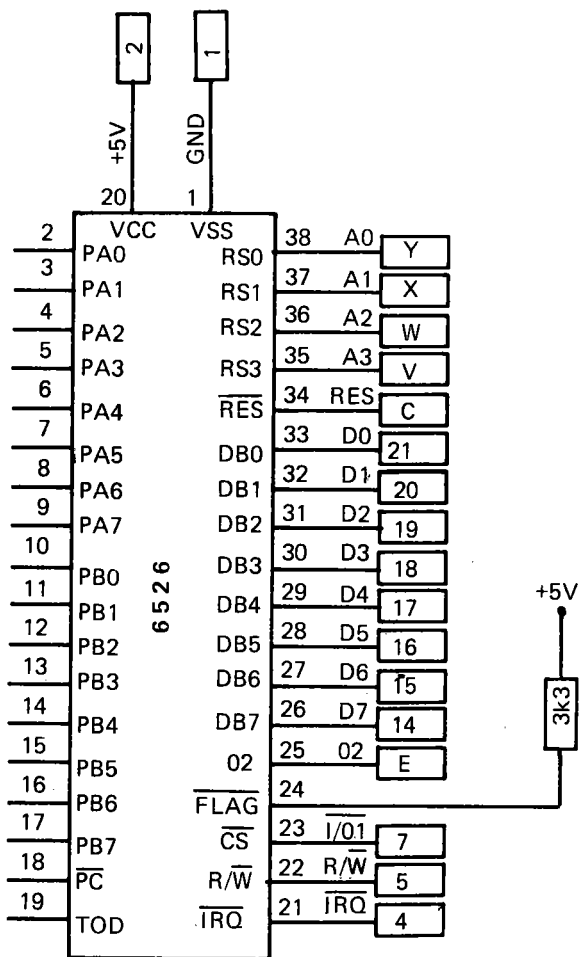 2 1
+5V GND
20 1
VCC VSS
2 PA0 RSO 38 A0 Y
3 PA1 RS1 37 A1 X
4 PA2 RS2 36 A2 W
5 PA3 RS3 35 A3 V
6 PA4 RES 34 RES C
7 PA5 DB0 33 D0 21
8 PA6 DB1 32 D1 20
9 PA7 DB2 31 D2 19
10 PB0 DB3 30 D3 18
11 PB1 DB4 29 D4 17
12 PB2 DB5 28 D5 16
13 PB3 DB6 27 D6 15
14 PB4 DB7 26 D7 14
15 PB5 02 25 02 E
16 PB6 FLAG 24
17 PB7 CS 23 I/0.1 7
18 PC R/W 22 R/W 5
19 TOD IRQ 21 IRQ 4
6526
+5V
3k3